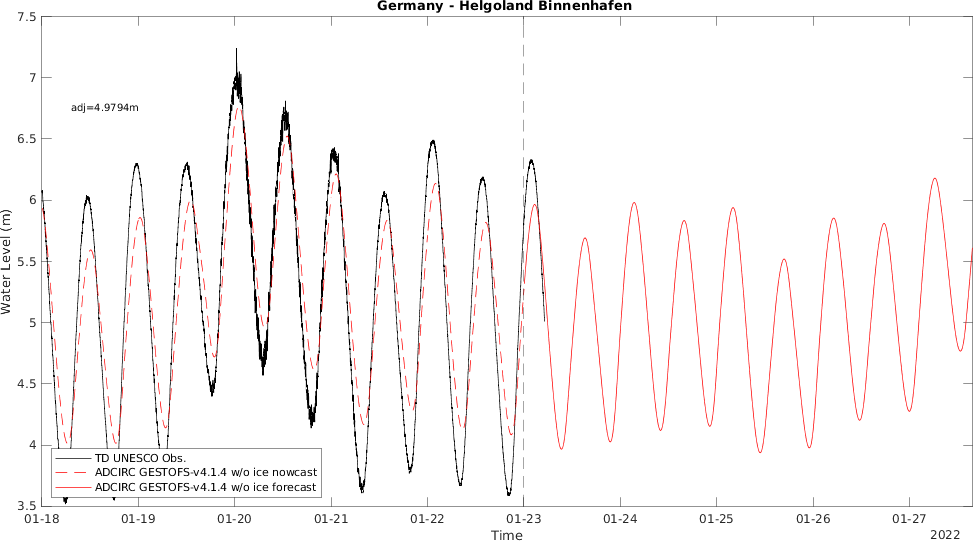 Germany - Helgoland Binnenhafen
7.5
7
6.5
6
5.5
5
4.5
4
3.5
Water Level (m)
adj=4.9794m
TD UNESCO Obs.
ADCIRC GESTOFS-v4.1.4 w/o ice nowcast
ADCIRC GESTOFS-v4.1.4 w/o ice forecast
01-18 01-19 01-20 01-21 01-22 01-23 01-24 01-25 01-26 01-27
Time
2022